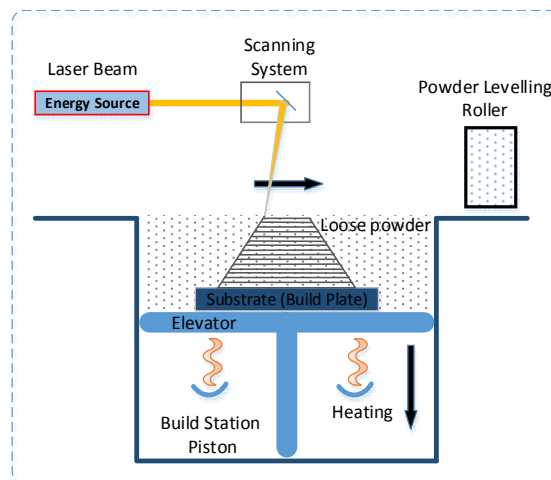 Scanning
System
Laser Beam
Energy Source
Powder Levelling
Roller
Loose powder
Substrate (Build Plate)
Elevator
Build Station
Piston
Heating